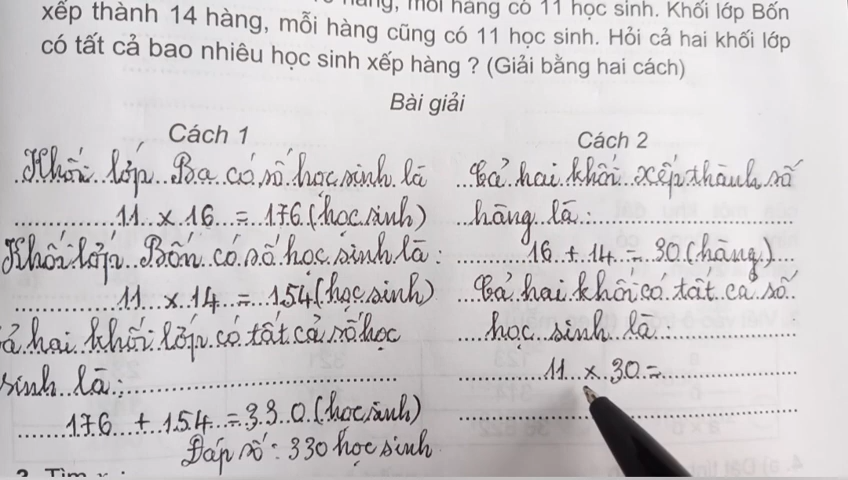 hàng, mỗi hàng có 11 học sinh. Khối lớp Bốn
xếp thành 14 hàng, mỗi hàng cũng có 11 học sinh. Hỏi cả hai khối lớp
có tất cả bao nhiêu học sinh xếp hàng ? (Giải bằng hai cách)
Bài giải
Cách 1
Khối lớp Ba có số học sinh là
11 x 16 = 176 (học sinh)
Khối lớp Bốn có số học sinh là :
11 x 14 = 154 (học sinh)
ả hai khối lớp có tất cả số học
sinh là :
176 + 154 = 330 (học sinh)
Đáp số : 330 học sinh
Cách 2
Cả hai khối xếp thành số
hàng là :
16 + 14 = 30 (hàng)
Cả hai khối có tất cả số
học sinh là :
11 x 30 =